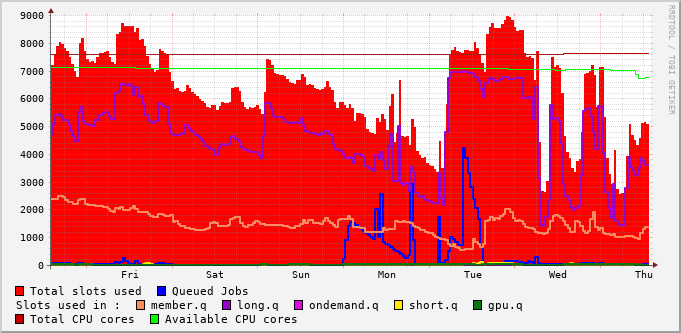 RRDTOOL / TOBI OETIKER
9000
8000
7000
6000
5000
4000
3000
2000
1000
0
Fri Sat Sun Mon Tue Wed Thu
Total slots used Queued Jobs
Slots used in : member.q long.q ondemand.q short.q gpu.q
Total CPU cores Available CPU cores